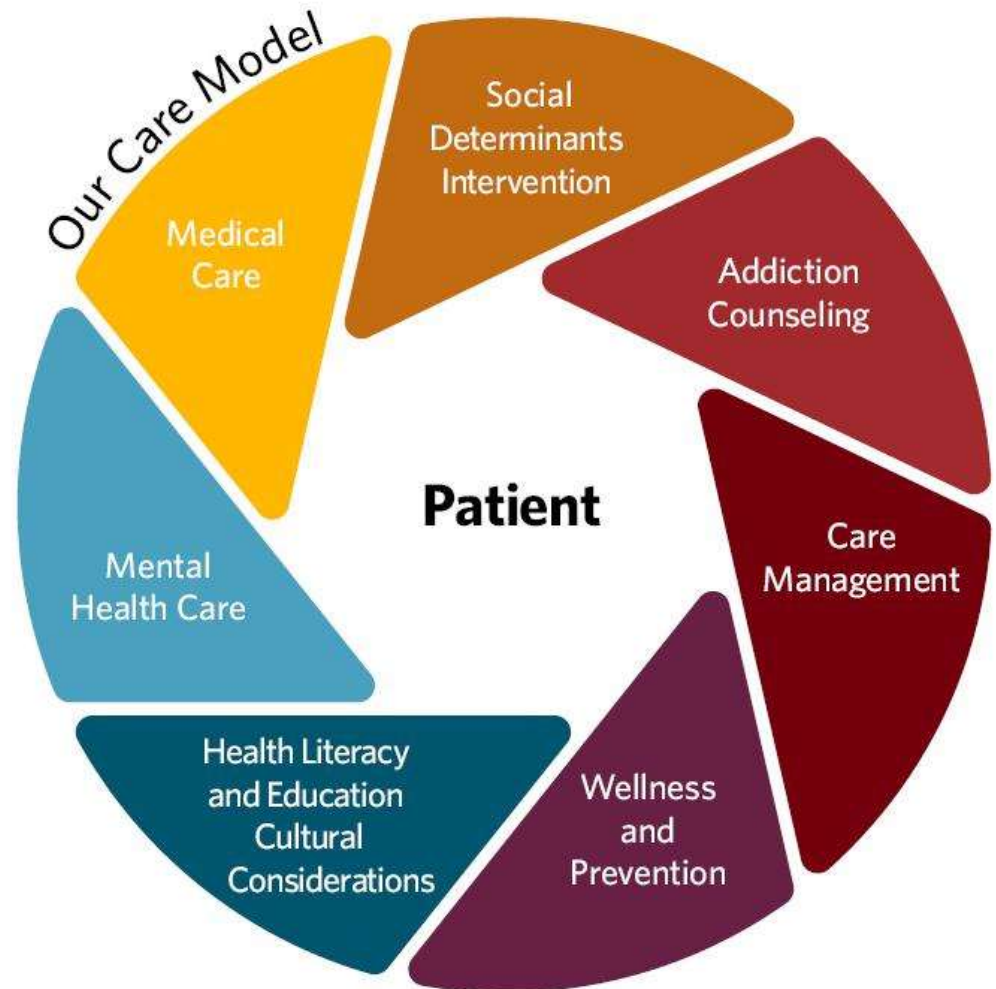 Our Care Model
Social
Determinants
Intervention
Addiction
Counseling
Care
Management
Wellness
and
Prevention
Health Literacy
and Education
Cultural
Considerations
Mental
Health Care
Medical
Care
Patient